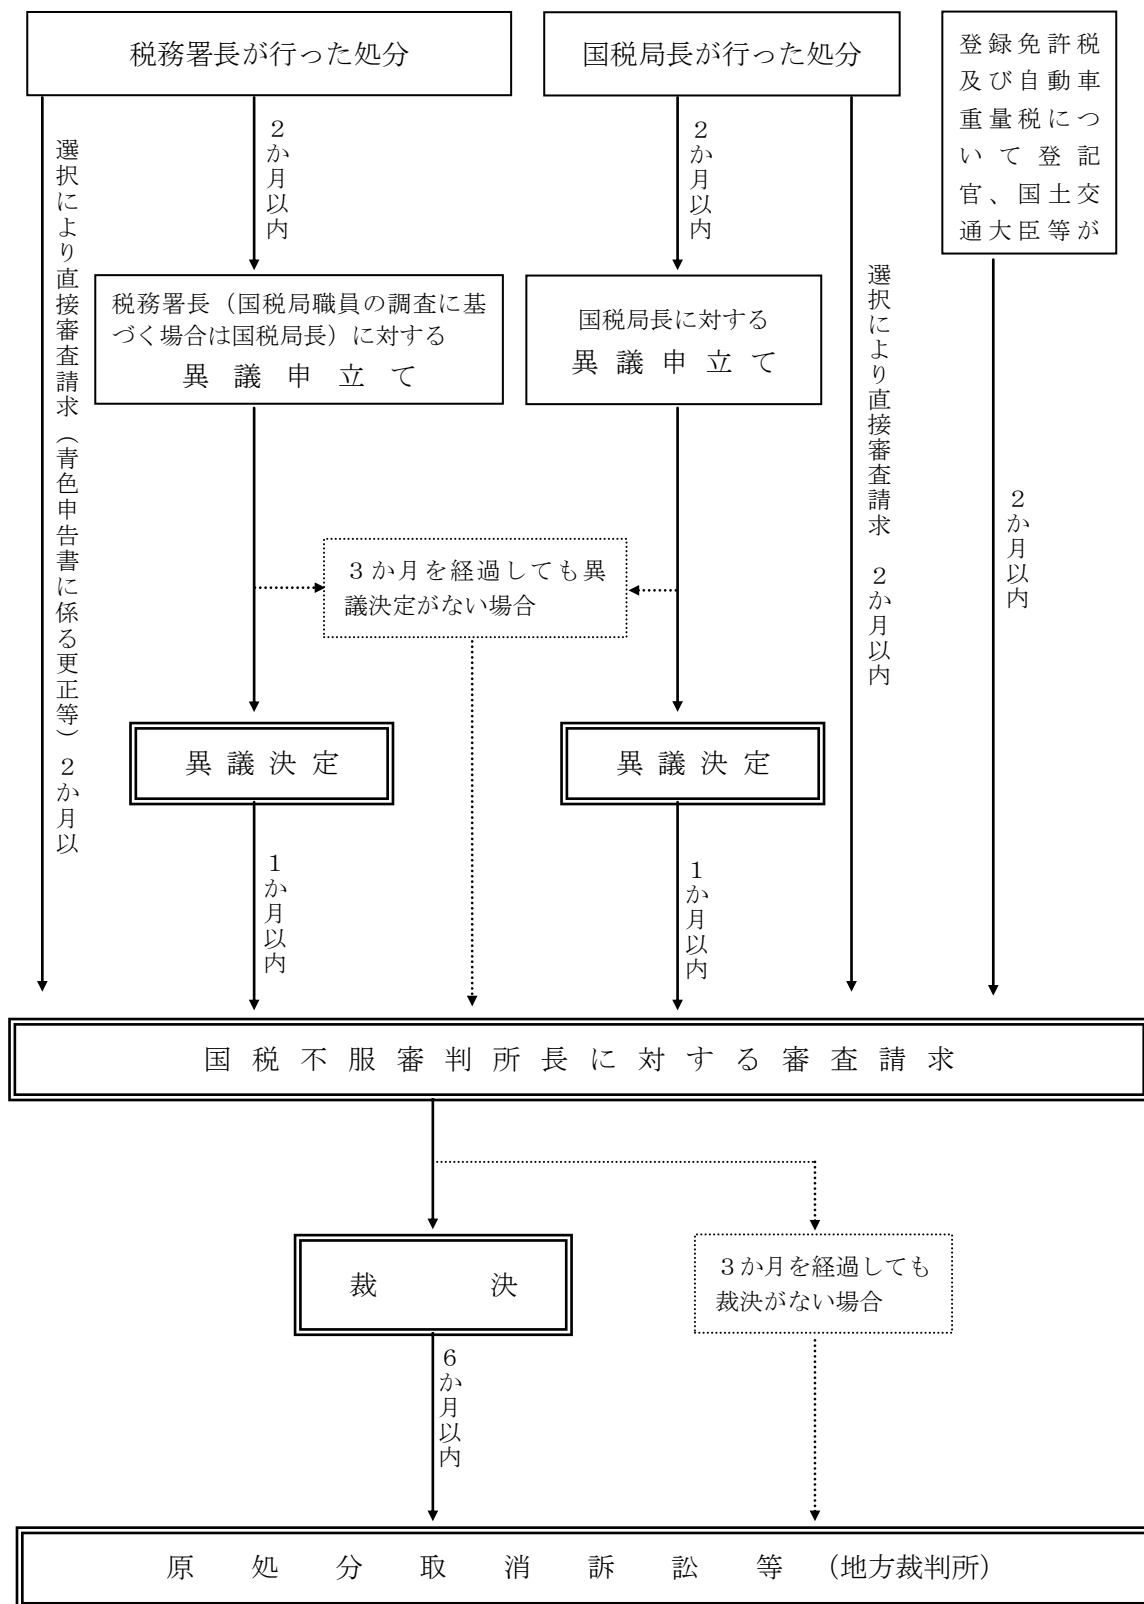 税務署長が行った処分
国税局長が行った処分
登録免許税
及び自動車
重量税につ
いて登記
官、国土交
通大臣等が
選択により直接審査請求（青色申告書に係る更正等）２か月以
２か月以内
２か月以内
選択により直接審査請求　２か月以内
２か月以内
税務署長（国税局職員の調査に基
づく場合は国税局長）に対する
異議申立て
国税局長に対する
異議申立て
３か月を経過しても異
議決定がない場合
異議決定
異議決定
１か月以内
１か月以内
国税不服審判所長に対する審査請求
裁決
３か月を経過しても
裁決がない場合
６か月以内
原処分取消訴訟等（地方裁判所）